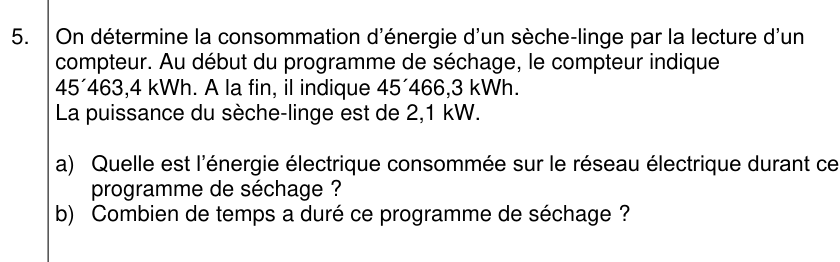 5. On détermine la consommation d’énergie d’un sèche-linge par la lecture d’un
compteur. Au début du programme de séchage, le compteur indique
45´463,4 kWh. A la fin, il indique 45´466,3 kWh.
La puissance du sèche-linge est de 2,1 kW.
a) Quelle est l’énergie électrique consommée sur le réseau électrique durant ce
programme de séchage ?
b) Combien de temps a duré ce programme de séchage ?